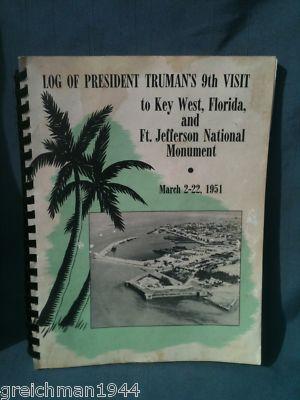 LOG OF PRESIDENT TRUMAN'S 9th VISIT
to Key West, Florida,
and
Ft. Jefferson National
Monument
•
March 2-22, 1951
greichman1944